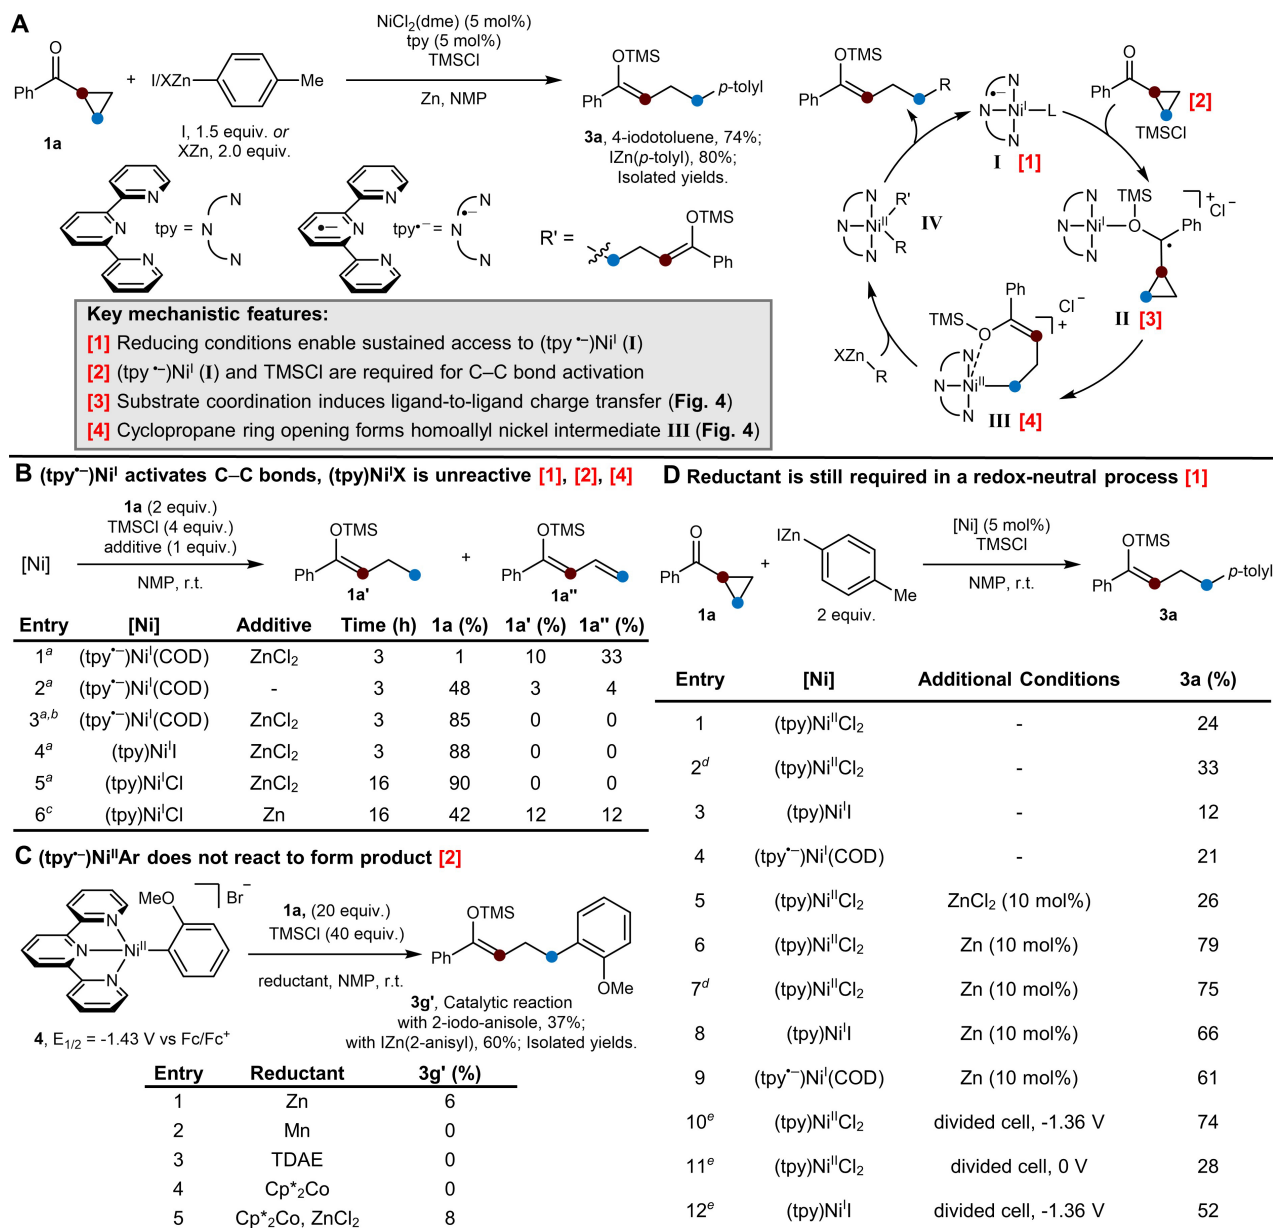 A
O
Ph
1a
+
I/XZn
Me
I, 1.5 equiv. or
XZn, 2.0 equiv.
NiCl2(dme) (5 mol%)
tpy (5 mol%)
TMSCl
Zn, NMP
OTMS
Ph
p-tolyl
3a, 4-iodotoluene, 74%;
IZn(p-tolyl), 80%;
Isolated yields.
N
N
N
tpy =
N
N
N
N
•−
N
N
tpy•− =
N
•−
N
N
R' =
OTMS
Ph
OTMS
Ph
R
N
•−
N
NiI
L
N
I [1]
O
Ph
[2]
TMSCl
TMS
+
Cl−
N
N
NiI
O
Ph
•
N
II [3]
Ph
Cl−
TMS
O
+
N
N
NiII
N
III [4]
XZn
R
N
R'
N
NiII
N
R
IV
Key mechanistic features:
[1] Reducing conditions enable sustained access to (tpy•−)NiI (I)
[2] (tpy•−)NiI (I) and TMSCl are required for C–C bond activation
[3] Substrate coordination induces ligand-to-ligand charge transfer (Fig. 4)
[4] Cyclopropane ring opening forms homoallyl nickel intermediate III (Fig. 4)
B (tpy•−)NiI activates C–C bonds, (tpy)NiIX is unreactive [1], [2], [4]
[Ni]
1a (2 equiv.)
TMSCl (4 equiv.)
additive (1 equiv.)
NMP, r.t.
OTMS
Ph
1a'
+
OTMS
Ph
1a''
Entry [Ni] Additive Time (h) 1a (%) 1a' (%) 1a'' (%)
1a (tpy•−)NiI(COD) ZnCl2 3 1 10 33
2a (tpy•−)NiI(COD) - 3 48 3 4
3a,b (tpy•−)NiI(COD) ZnCl2 3 85 0 0
4a (tpy)NiII ZnCl2 3 88 0 0
5a (tpy)NiICl ZnCl2 16 90 0 0
6c (tpy)NiICl Zn 16 42 12 12
C (tpy•−)NiIIAr does not react to form product [2]
Br−
MeO
N
N
NiII
N
4, E1/2 = -1.43 V vs Fc/Fc+
1a, (20 equiv.)
TMSCl (40 equiv.)
reductant, NMP, r.t.
OTMS
Ph
OMe
3g', Catalytic reaction
with 2-iodo-anisole, 37%;
with IZn(2-anisyl), 60%; Isolated yields.
Entry Reductant 3g' (%)
1 Zn 6
2 Mn 0
3 TDAE 0
4 Cp*2Co 0
5 Cp*2Co, ZnCl2 8
D Reductant is still required in a redox-neutral process [1]
O
Ph
1a
+
IZn
Me
2 equiv.
[Ni] (5 mol%)
TMSCl
NMP, r.t.
OTMS
Ph
p-tolyl
3a
Entry [Ni] Additional Conditions 3a (%)
1 (tpy)NiIICl2 - 24
2d (tpy)NiIICl2 - 33
3 (tpy)NiII - 12
4 (tpy•−)NiI(COD) - 21
5 (tpy)NiIICl2 ZnCl2 (10 mol%) 26
6 (tpy)NiIICl2 Zn (10 mol%) 79
7d (tpy)NiIICl2 Zn (10 mol%) 75
8 (tpy)NiII Zn (10 mol%) 66
9 (tpy•−)NiI(COD) Zn (10 mol%) 61
10e (tpy)NiIICl2 divided cell, -1.36 V 74
11e (tpy)NiIICl2 divided cell, 0 V 28
12e (tpy)NiII divided cell, -1.36 V 52